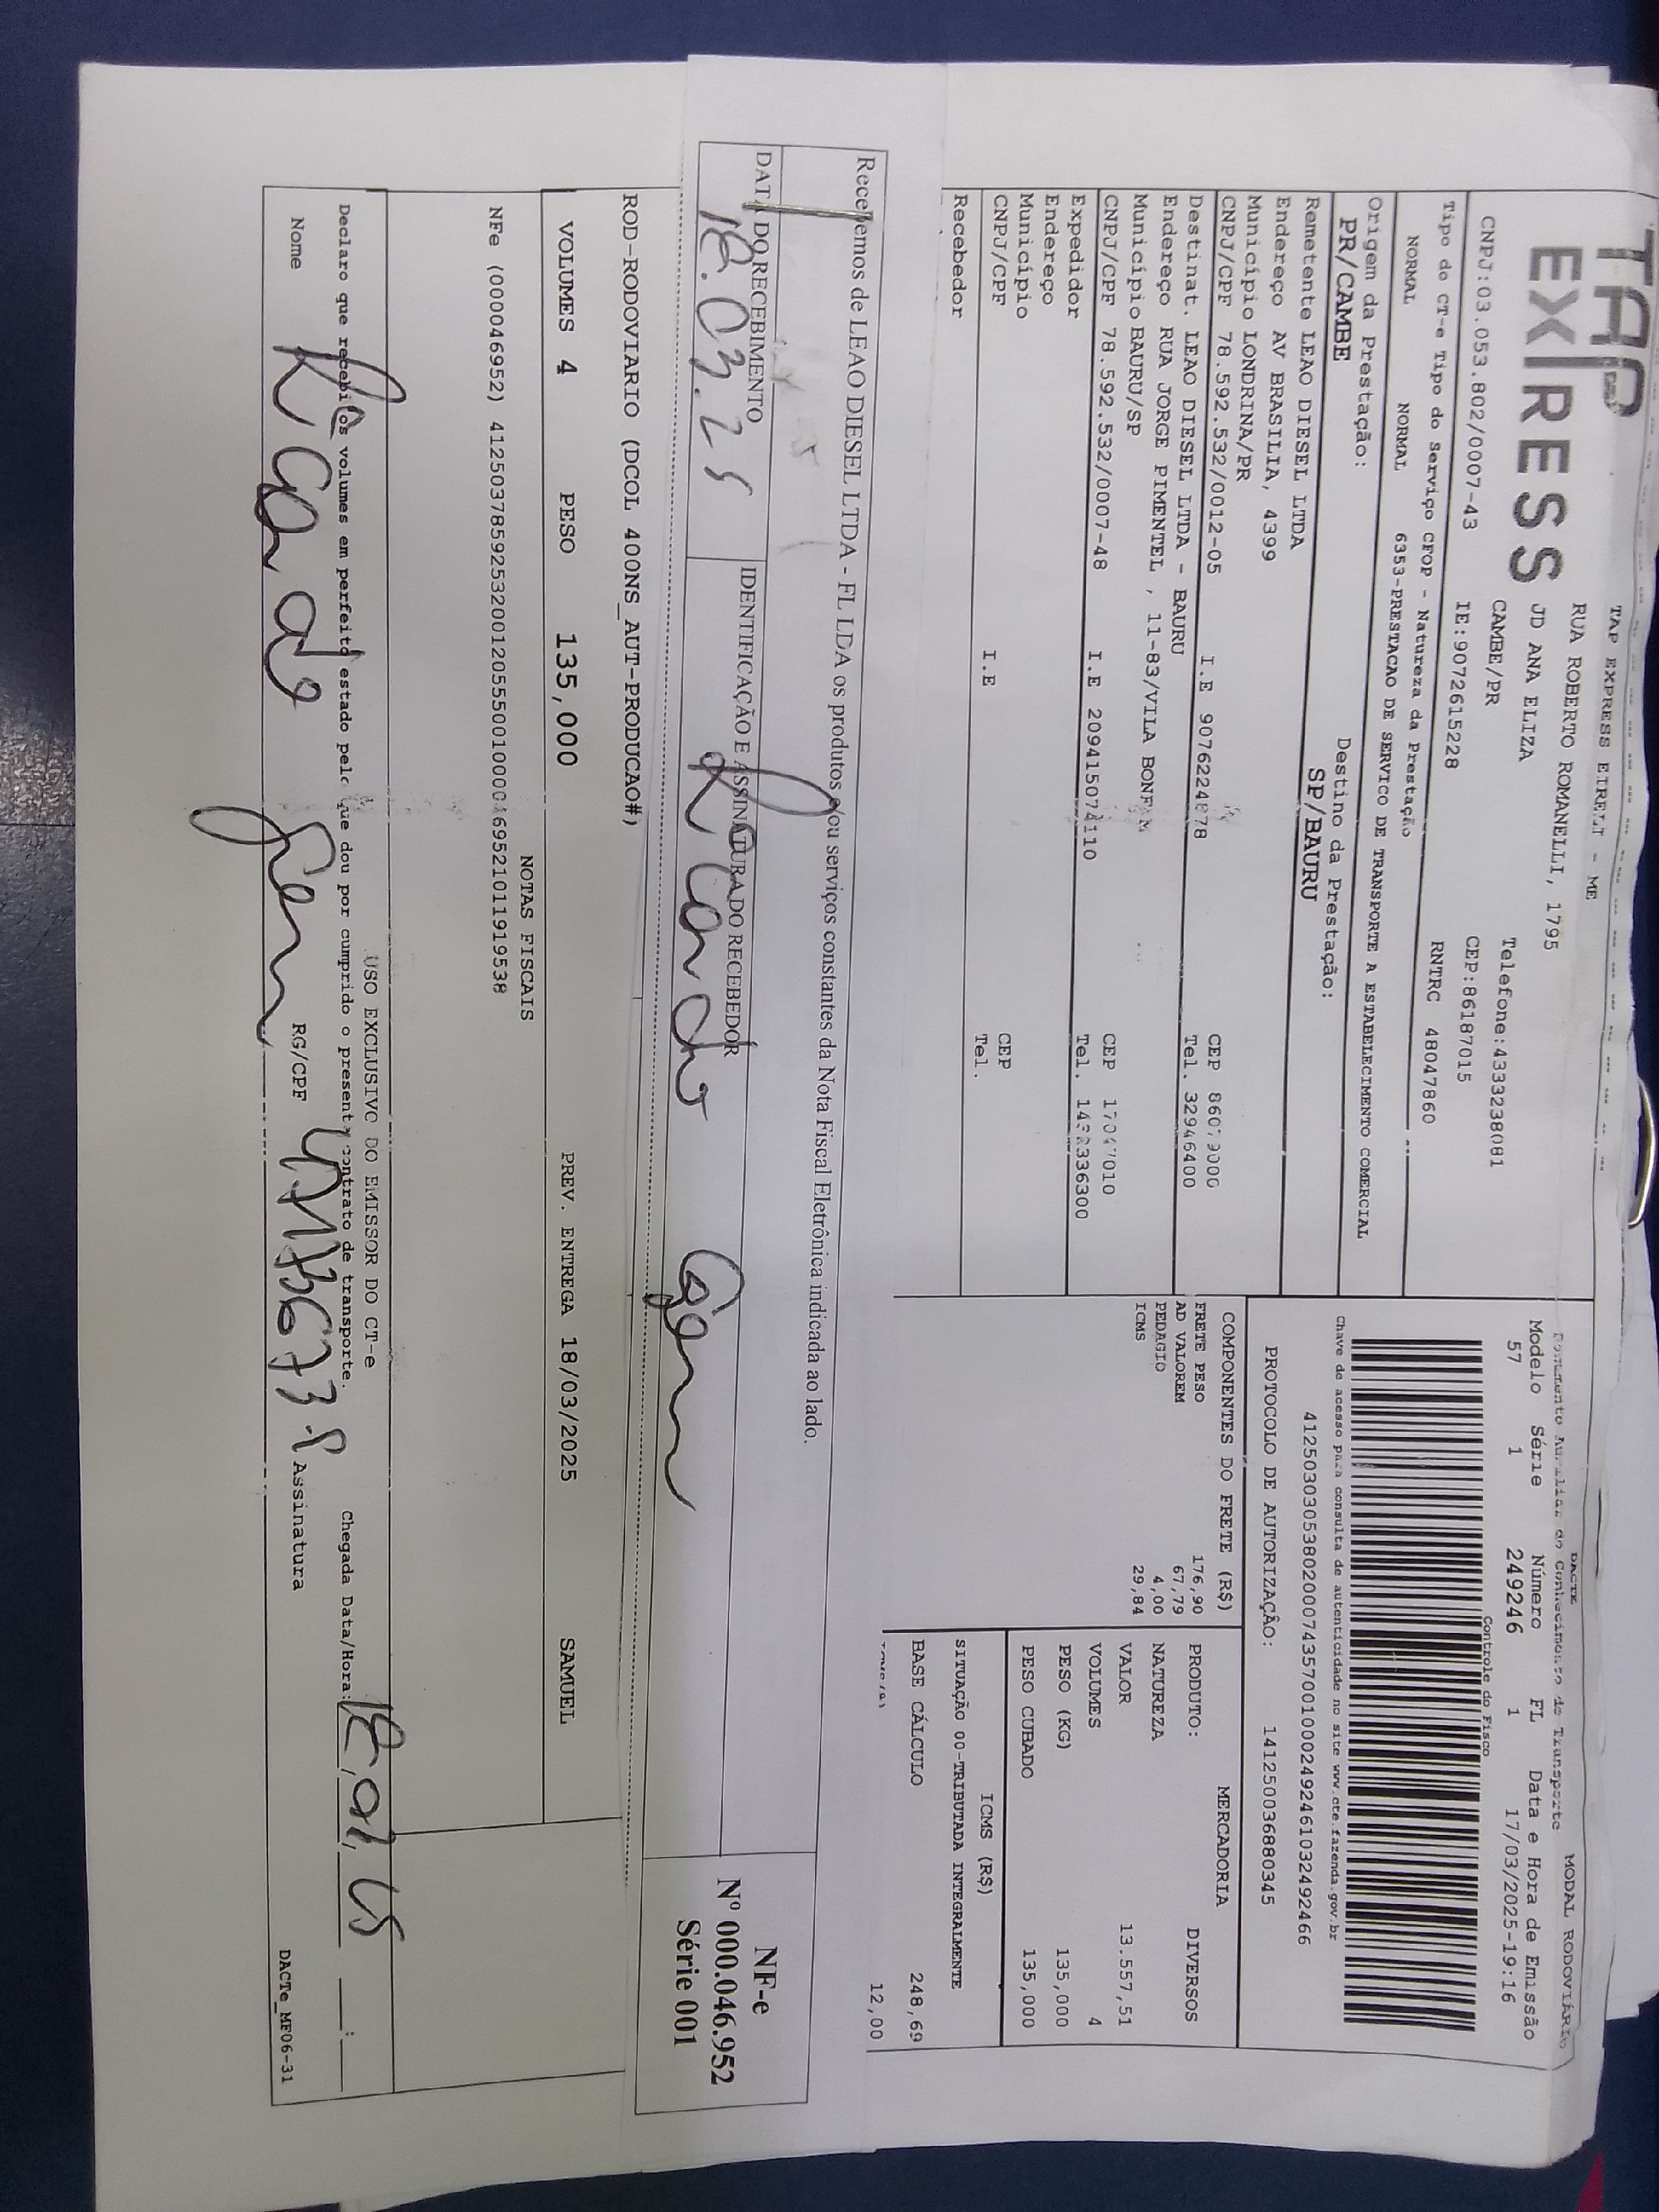 TAP
EXPRESS
TAP EXPRESS EIRELI - ME
RUA ROBERTO ROMANELLI, 1795
JD ANA ELIZA
CAMBE/PR
Telefone:4333238081
CNPJ:03.053.802/0007-43
IE:9072615228
CEP:86187015
RNTRC 48047860
Tipo do CT-e Tipo do Serviço CFOP - Natureza da Prestação
NORMAL NORMAL 6353-PRESTACAO DE SERVICO DE TRANSPORTE A ESTABELECIMENTO COMERCIAL
Origem da Prestação: Destino da Prestação:
PR/CAMBE SP/BAURU
Remetente LEAO DIESEL LTDA
Endereço AV BRASILIA, 4399
Município LONDRINA/PR CEP 86079000
CNPJ/CPF 78.592.532/0012-05 I.E 9076224878 Tel. 32946400
Destinat. LEAO DIESEL LTDA - BAURU
Endereço RUA JORGE PIMENTEL , 11-83/VILA BONFIM
Município BAURU/SP CEP 17047010
CNPJ/CPF 78.592.532/0007-48 I.E 209415074110 Tel.
Expedidor
Endereço
Município CEP
CNPJ/CPF I.E Tel.
Recebedor
DACTE
Documento Auxiliar do Conhecimento de Transporte
MODAL RODOVIÁRIO
Modelo Série Número FL Data e Hora de Emissão
57 1 249246 1 17/03/2025-19:16
Controle do Fisco
Chave de acesso para consulta de autenticidade no site www.cte.fazenda.gov.br
41250303053802000743570010002492461032492466
PROTOCOLO DE AUTORIZAÇÃO: 141250036880345
COMPONENTES DO FRETE (R$)
FRETE PESO 176,90
AD VALOREM 67,79
PEDAGIO 4,00
ICMS 29,84
MERCADORIA
PRODUTO: DIVERSOS
NATUREZA
VALOR 13.557,51
VOLUMES 4
PESO (KG) 135,000
PESO CUBADO 135,000
ICMS (R$)
SITUAÇÃO 00-TRIBUTADA INTEGRALMENTE
BASE CÁLCULO 248,69
12,00
Recebemos de LEAO DIESEL LTDA - FL LDA os produtos e/ou serviços constantes da Nota Fiscal Eletrônica indicada ao lado.
DATA DO RECEBIMENTO IDENTIFICAÇÃO E ASSINATURA DO RECEBEDOR
18.03.25
NF-e
Nº 000.046.952
Série 001
ROD-RODOVIARIO (DCOL 400NS_AUT-PRODUCAO#)
VOLUMES 4 PESO 135,000 PREV. ENTREGA 18/03/2025 SAMUEL
NOTAS FISCAIS
NFe (000046952) 41250378592532001205550010000469521011919538
USO EXCLUSIVO DO EMISSOR DO CT-e
Declaro que recebi os volumes em perfeito estado pelo que dou por cumprido o presente contrato de transporte. Chegada Data/Hora:
Nome RG/CPF Assinatura
DACTe_MF06-31